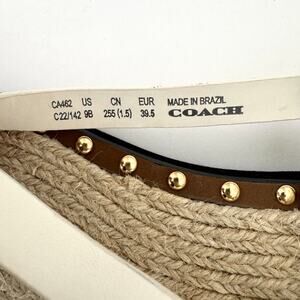 CA462 US CN EUR MADE IN BRAZIL
C22/142 9B 255 (1.5) 39.5 COACH